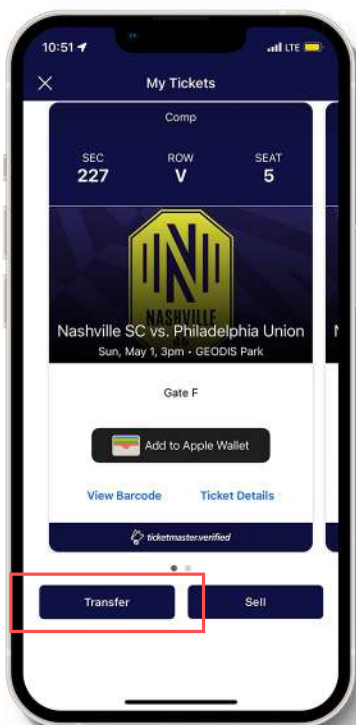 10:51 LTE
My Tickets
Comp
SEC ROW SEAT
227 V 5
NASHVILLE
SC
Nashville SC vs. Philadelphia Union
Sun, May 1, 3pm • GEODIS Park
Gate F
Add to Apple Wallet
View Barcode Ticket Details
ticketmaster.verified
Transfer Sell